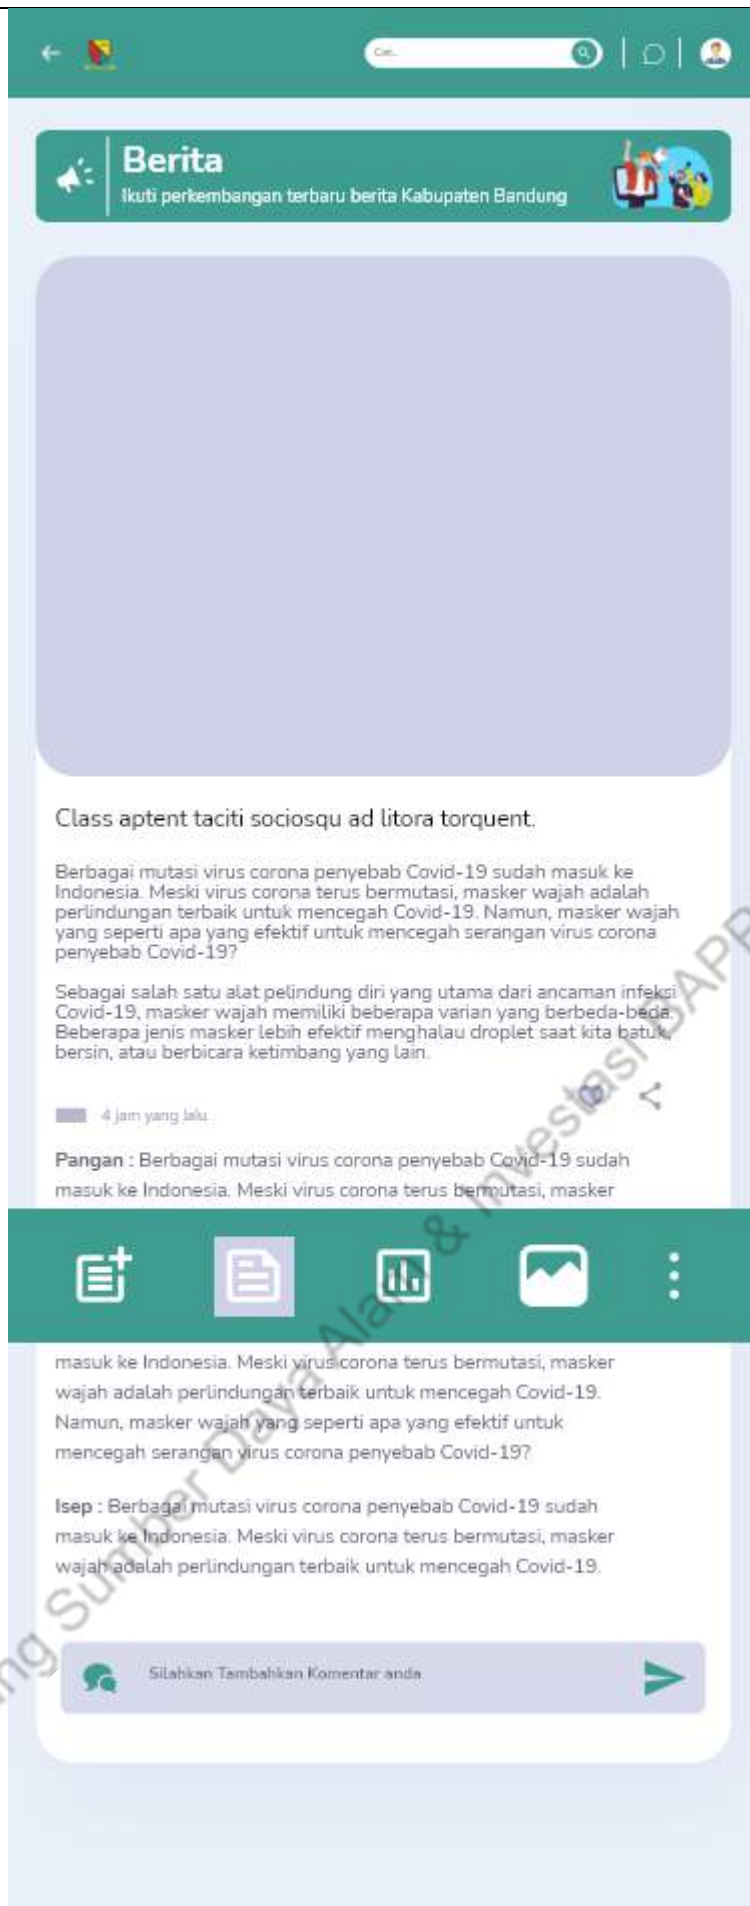 Cari...
Berita
Ikuti perkembangan terbaru berita Kabupaten Bandung
Class aptent taciti sociosqu ad litora torquent.
Berbagai mutasi virus corona penyebab Covid-19 sudah masuk ke
Indonesia. Meski virus corona terus bermutasi, masker wajah adalah
perlindungan terbaik untuk mencegah Covid-19. Namun, masker wajah
yang seperti apa yang efektif untuk mencegah serangan virus corona
penyebab Covid-19?
Sebagai salah satu alat pelindung diri yang utama dari ancaman infeksi
Covid-19, masker wajah memiliki beberapa varian yang berbeda-beda.
Beberapa jenis masker lebih efektif menghalau droplet saat kita batuk,
bersin, atau berbicara ketimbang yang lain.
4 jam yang lalu.
Pangan : Berbagai mutasi virus corona penyebab Covid-19 sudah
masuk ke Indonesia. Meski virus corona terus bermutasi, masker
masuk ke Indonesia. Meski virus corona terus bermutasi, masker
wajah adalah perlindungan terbaik untuk mencegah Covid-19.
Namun, masker wajah yang seperti apa yang efektif untuk
mencegah serangan virus corona penyebab Covid-19?
Isep : Berbagai mutasi virus corona penyebab Covid-19 sudah
masuk ke Indonesia. Meski virus corona terus bermutasi, masker
wajah adalah perlindungan terbaik untuk mencegah Covid-19.
Silahkan Tambahkan Komentar anda
ng Sumber Daya Alam & Investasi BAPP